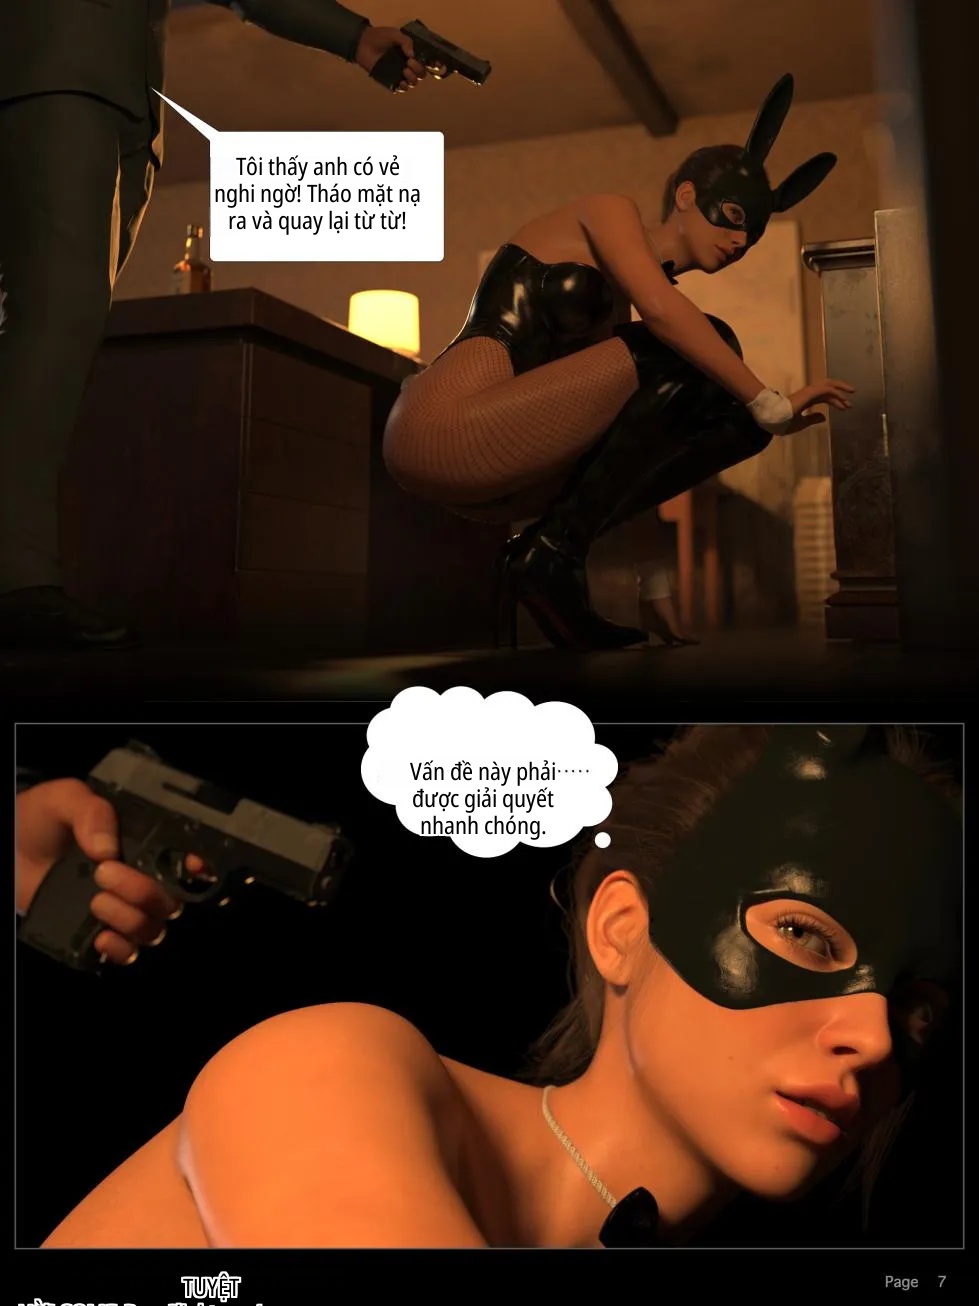 Tôi thấy anh có vẻ
nghi ngờ! Tháo mặt nạ
ra và quay lại từ từ!
Vấn đề này phải·····
được giải quyết
nhanh chóng.
Page 7
TUYỆT